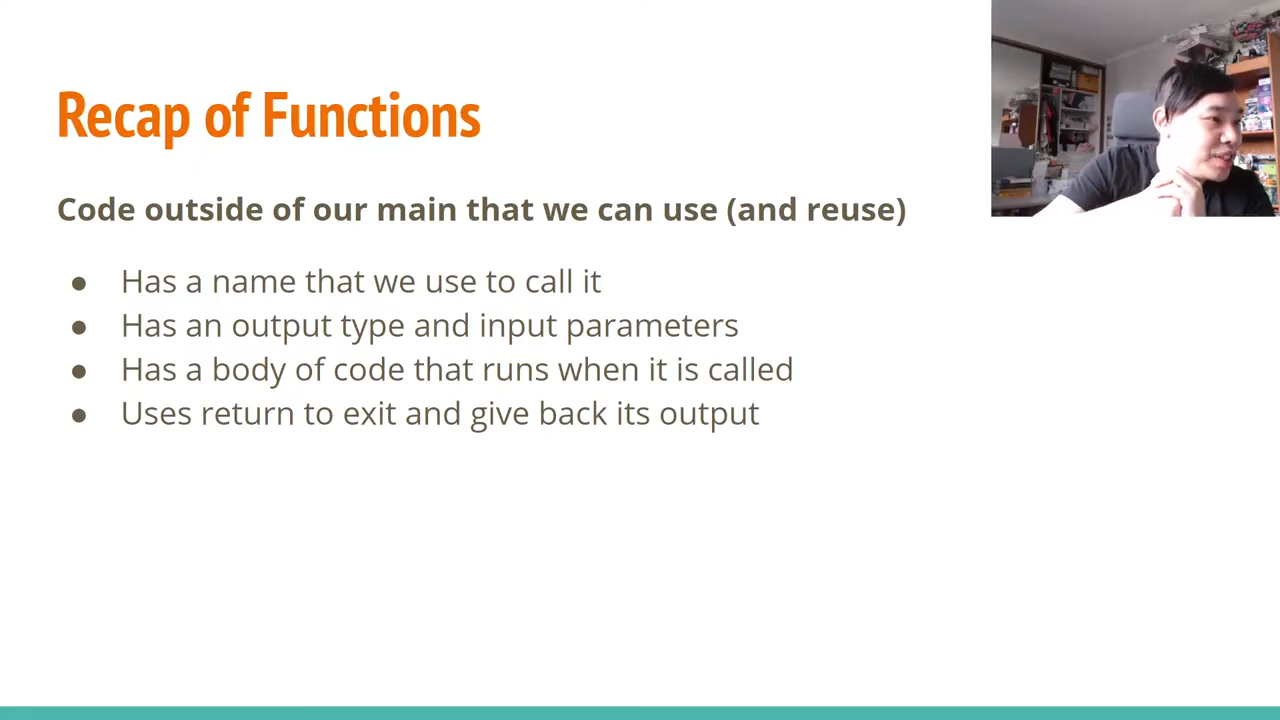 Recap of Functions
Code outside of our main that we can use (and reuse)
● Has a name that we use to call it
● Has an output type and input parameters
● Has a body of code that runs when it is called
● Uses return to exit and give back its output